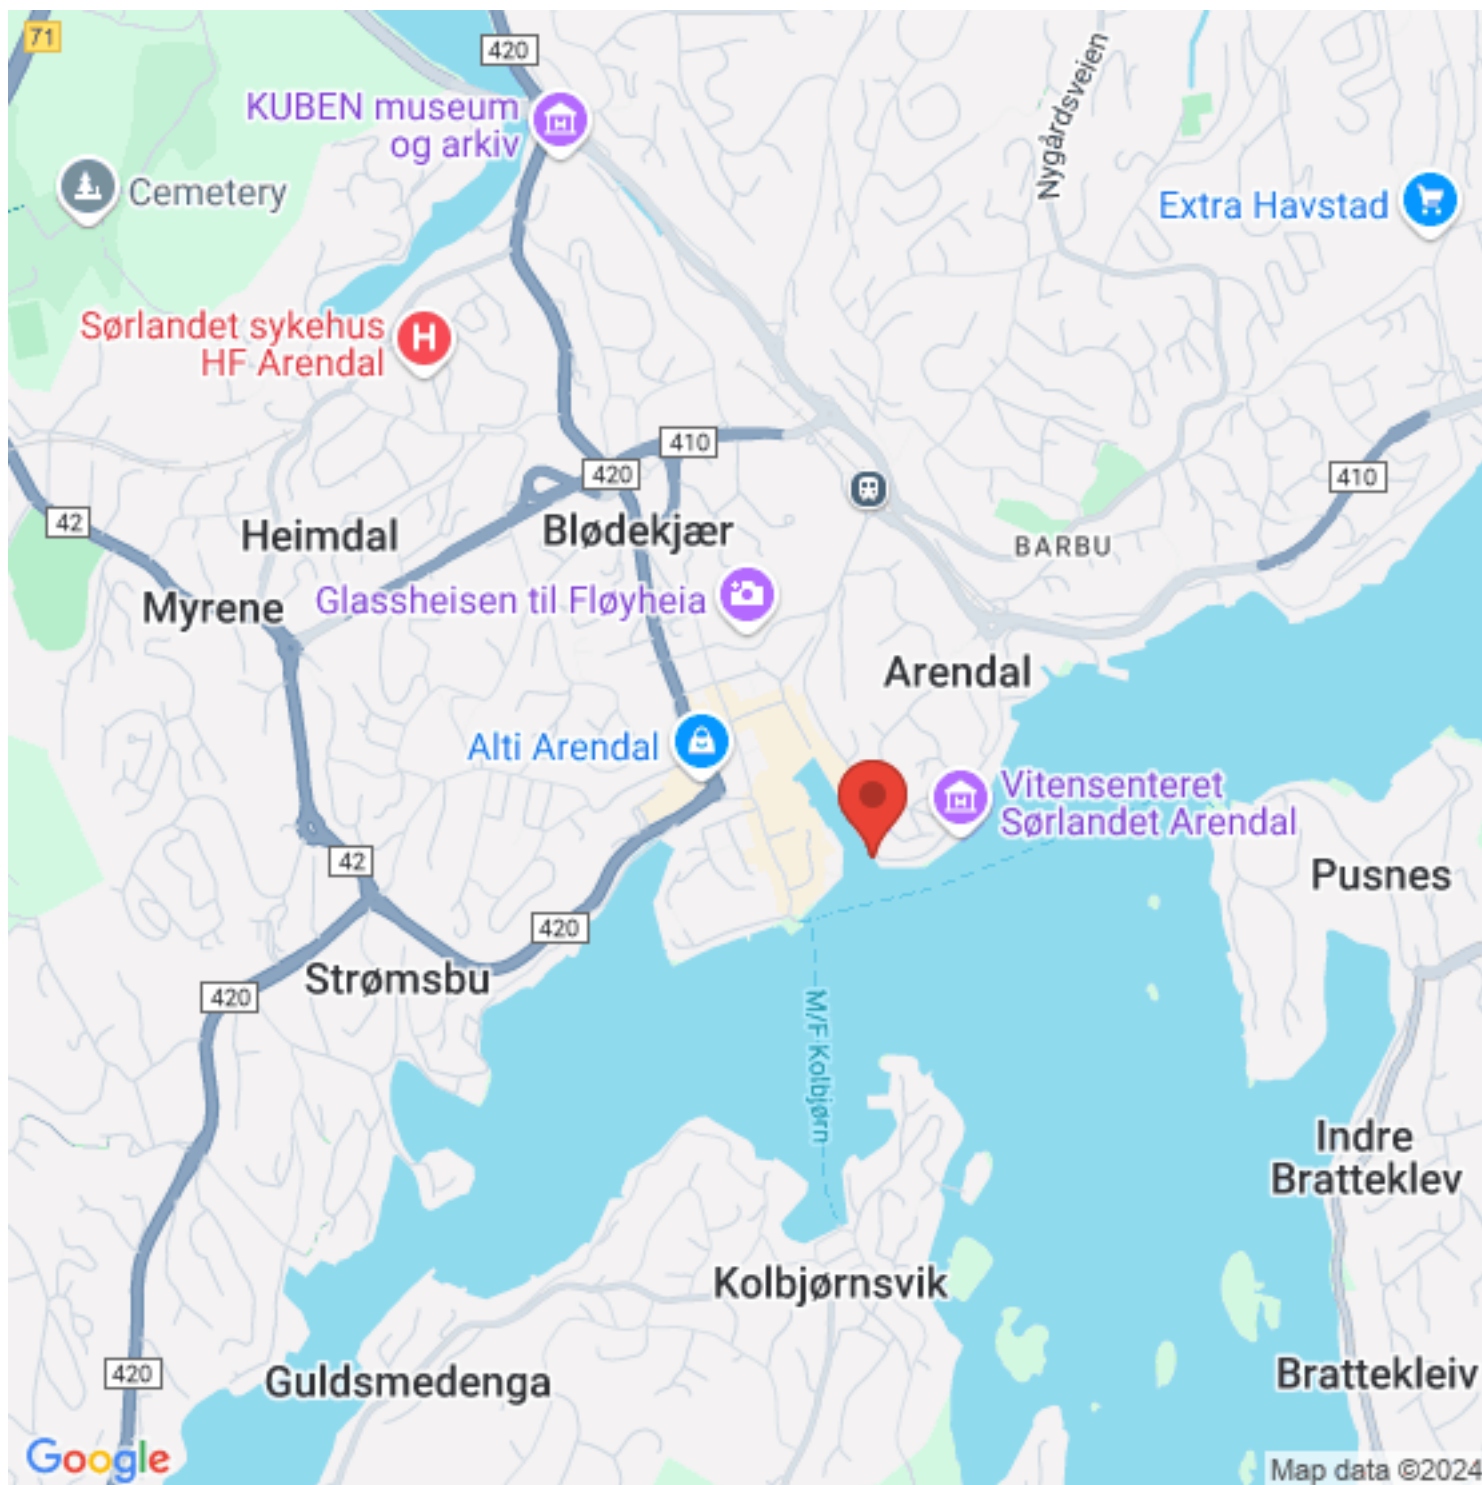 71
420
KUBEN museum
og arkiv
Nygårdsveien
Cemetery
Extra Havstad
Sørlandet sykehus
HF Arendal
410
420
410
42
Heimdal
Blødekjær
BARBU
Glassheisen til Fløyheia
Myrene
Arendal
Alti Arendal
Vitensenteret
Sørlandet Arendal
42
Pusnes
420
Strømsbu
420
M/F Kolbjørn
Indre
Bratteklev
Kolbjørnsvik
420
Guldsmedenga
Brattekleiv
Google
Map data ©2024